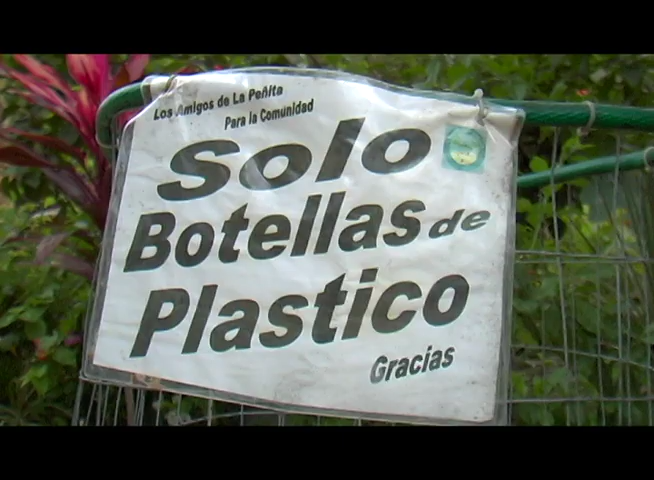 Los Amigos de La Peñita
Para la Comunidad
Solo
Botellas de
Plastico
Gracias